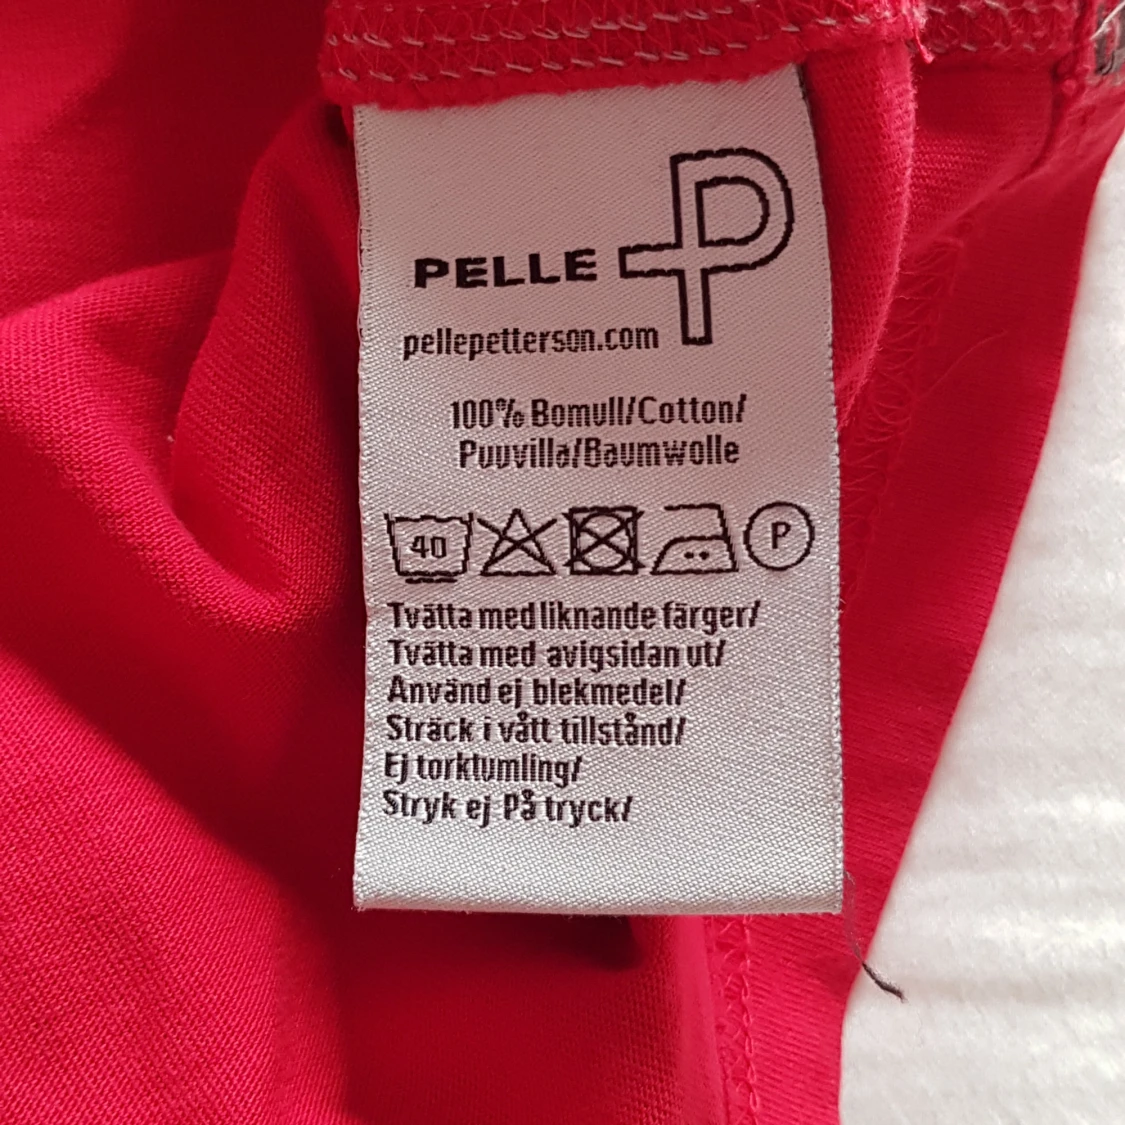 PELLE P
pellepetterson.com
100% Bomull/Cotton/
Puuvilla/Baumwolle
40 P
Tvätta med liknande färger/
Tvätta med avigsidan ut/
Använd ej blekmedel/
Sträck i vått tillstånd/
Ej torktumling/
Stryk ej På tryck/